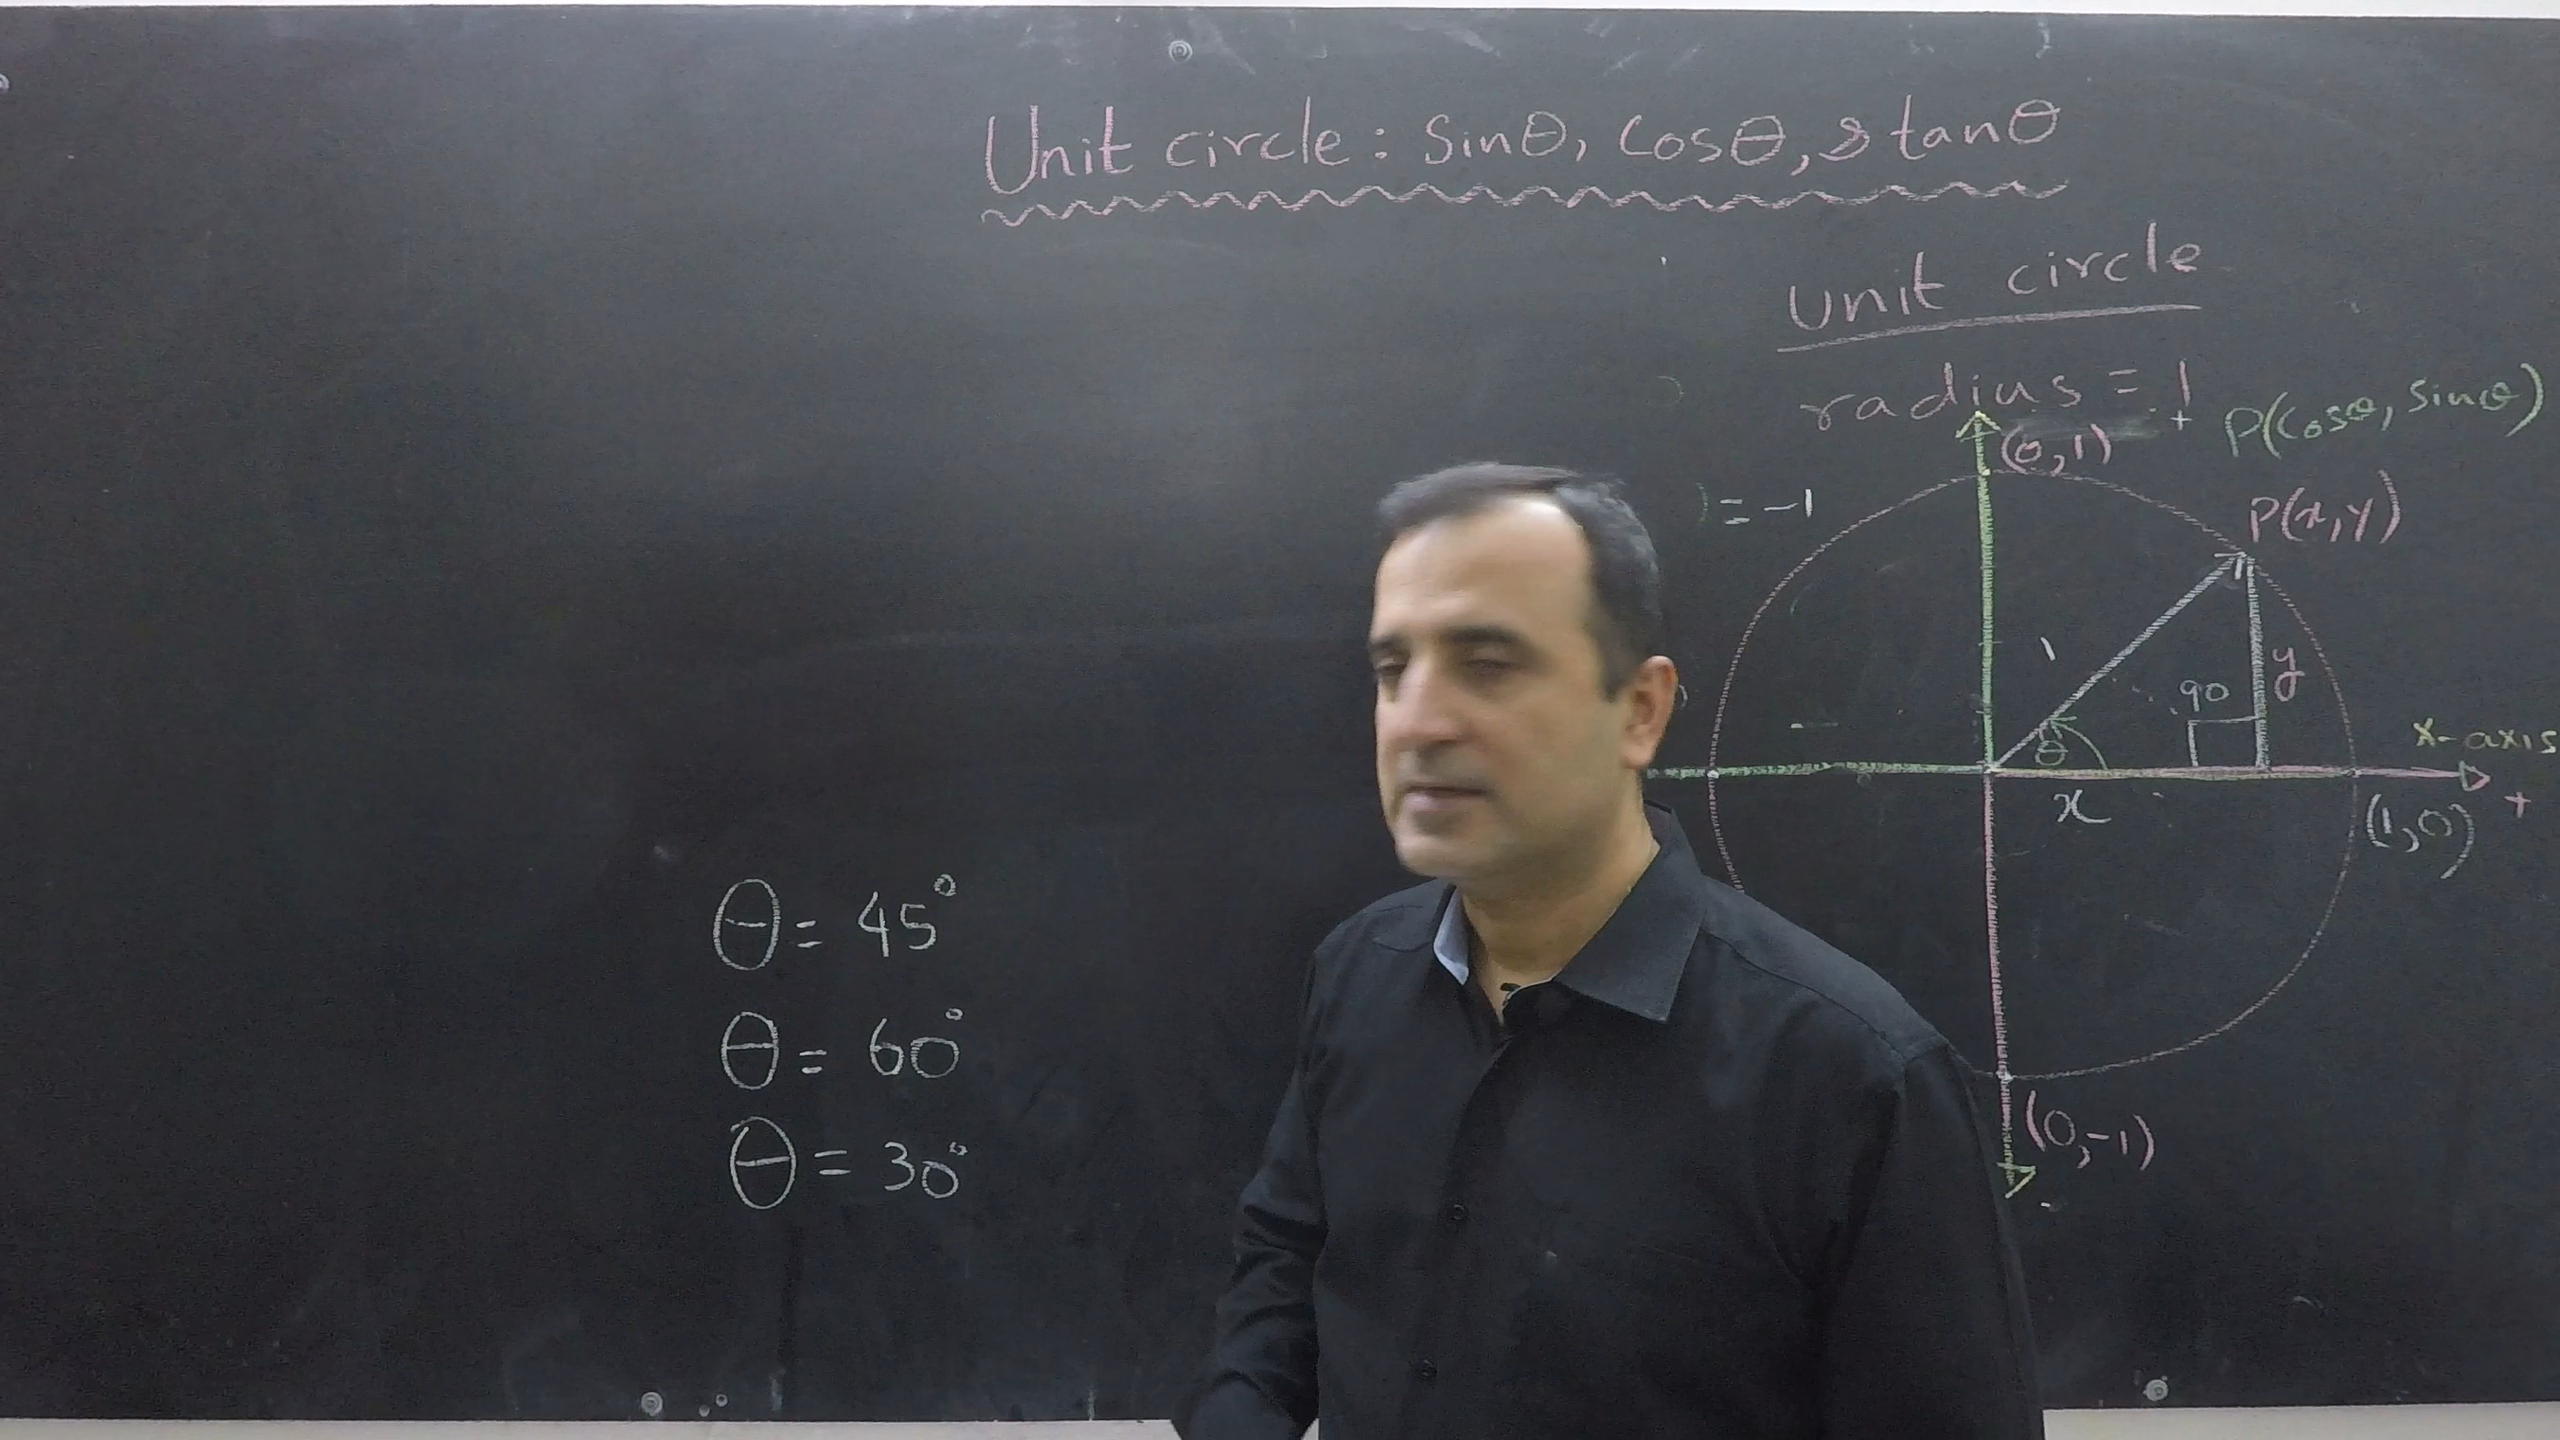 Unit circle: Sinθ, Cosθ, & tanθ
Unit circle
radius = 1
+ P(Cosθ, Sinθ)
(0,1)
) = -1
P(x,y)
1
y
90
θ
x-axis
x
(1,0)
+
θ = 45°
θ = 60°
θ = 30°
(0,-1)
-